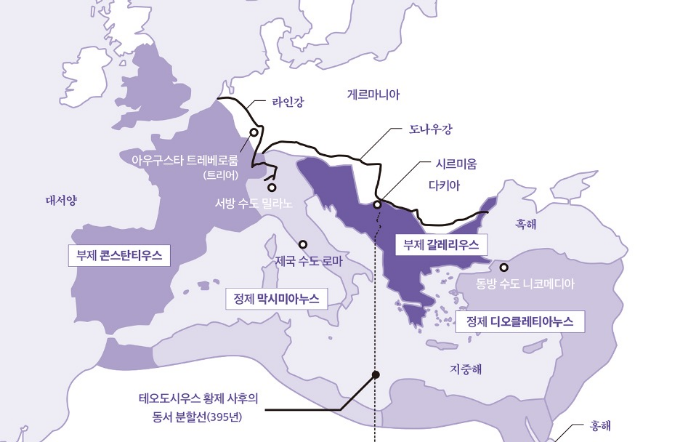 라인강
게르마니아
도나우강
아우구스타 트레베로룸
(트리어)
시르미움
다키아
대서양
서방 수도 밀라노
흑해
부제 콘스탄티우스
제국 수도 로마
부제 갈레리우스
동방 수도 니코메디아
정제 막시미아누스
정제 디오클레티아누스
지중해
테오도시우스 황제 사후의
동서 분할선(395년)
홍해